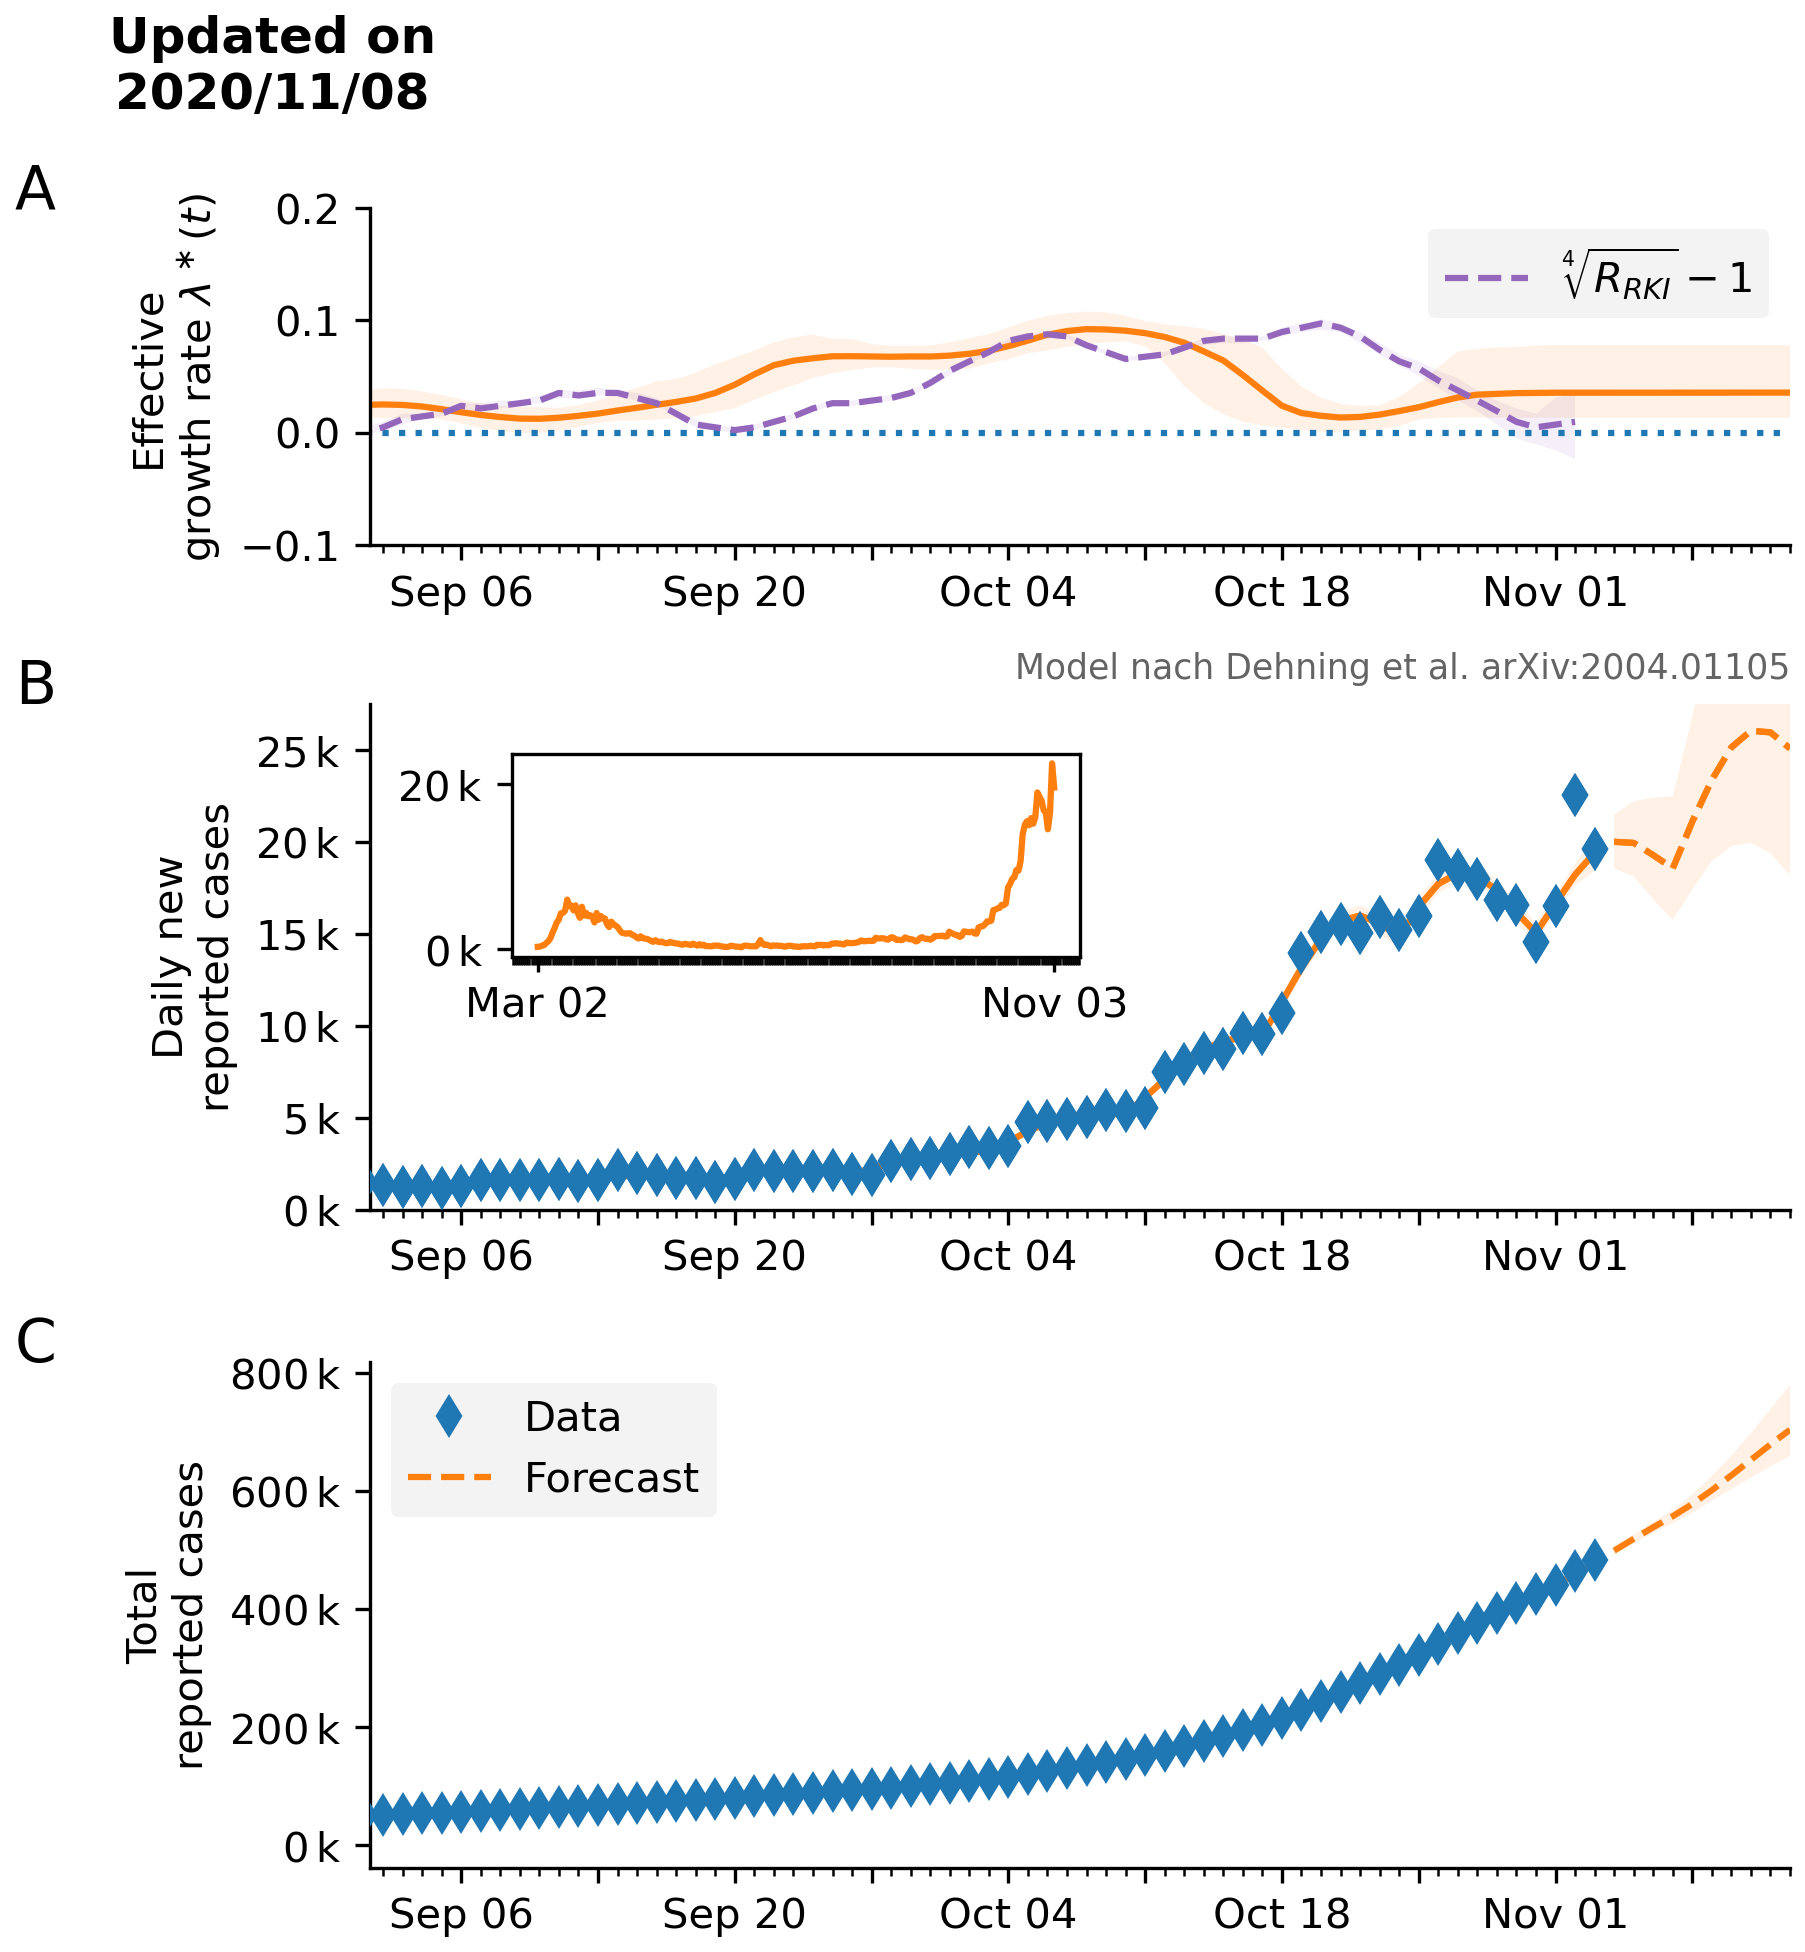 Updated on
2020/11/08
A
Effective
growth rate λ * (t)
0.2
0.1
0.0
−0.1
∜R_RKI − 1
Sep 06 Sep 20 Oct 04 Oct 18 Nov 01
Model nach Dehning et al. arXiv:2004.01105
B
Daily new
reported cases
25 k
20 k
15 k
10 k
5 k
0 k
20 k
0 k
Mar 02 Nov 03
Sep 06 Sep 20 Oct 04 Oct 18 Nov 01
C
Total
reported cases
800 k
600 k
400 k
200 k
0 k
Data
Forecast
Sep 06 Sep 20 Oct 04 Oct 18 Nov 01